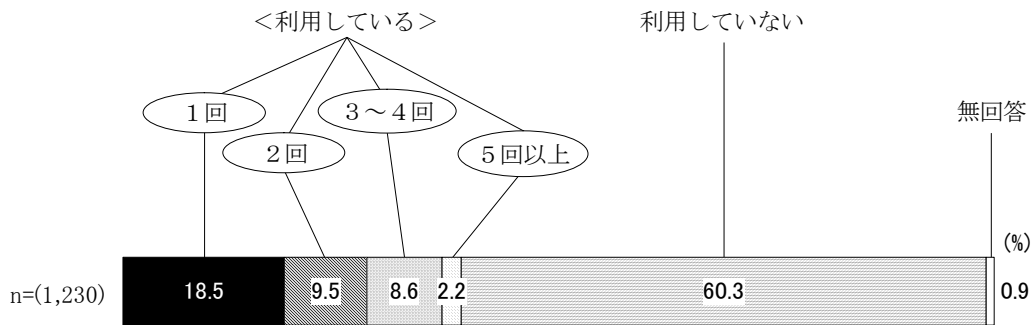 ＜利用している＞
利用していない
１回
３～４回
無回答
２回
５回以上
(%)
n=(1,230)
18.5
9.5
8.6
2.2
60.3
0.9